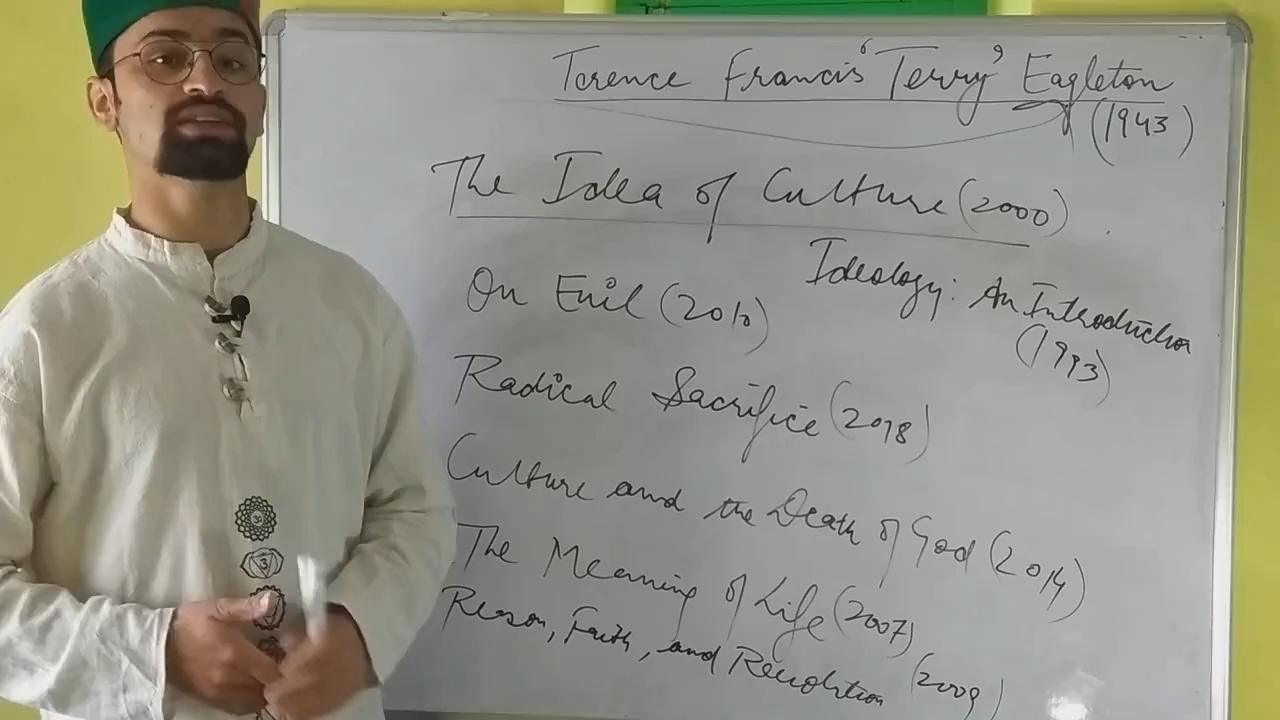 Terence Francis 'Terry' Eagleton
(1943)
The Idea of Culture (2000)
Ideology: An Introduction
(1993)
On Evil (2010)
Radical Sacrifice (2018)
Culture and the Death of God (2014)
The Meaning of Life (2007)
Reason, Faith, and Revolution (2009)